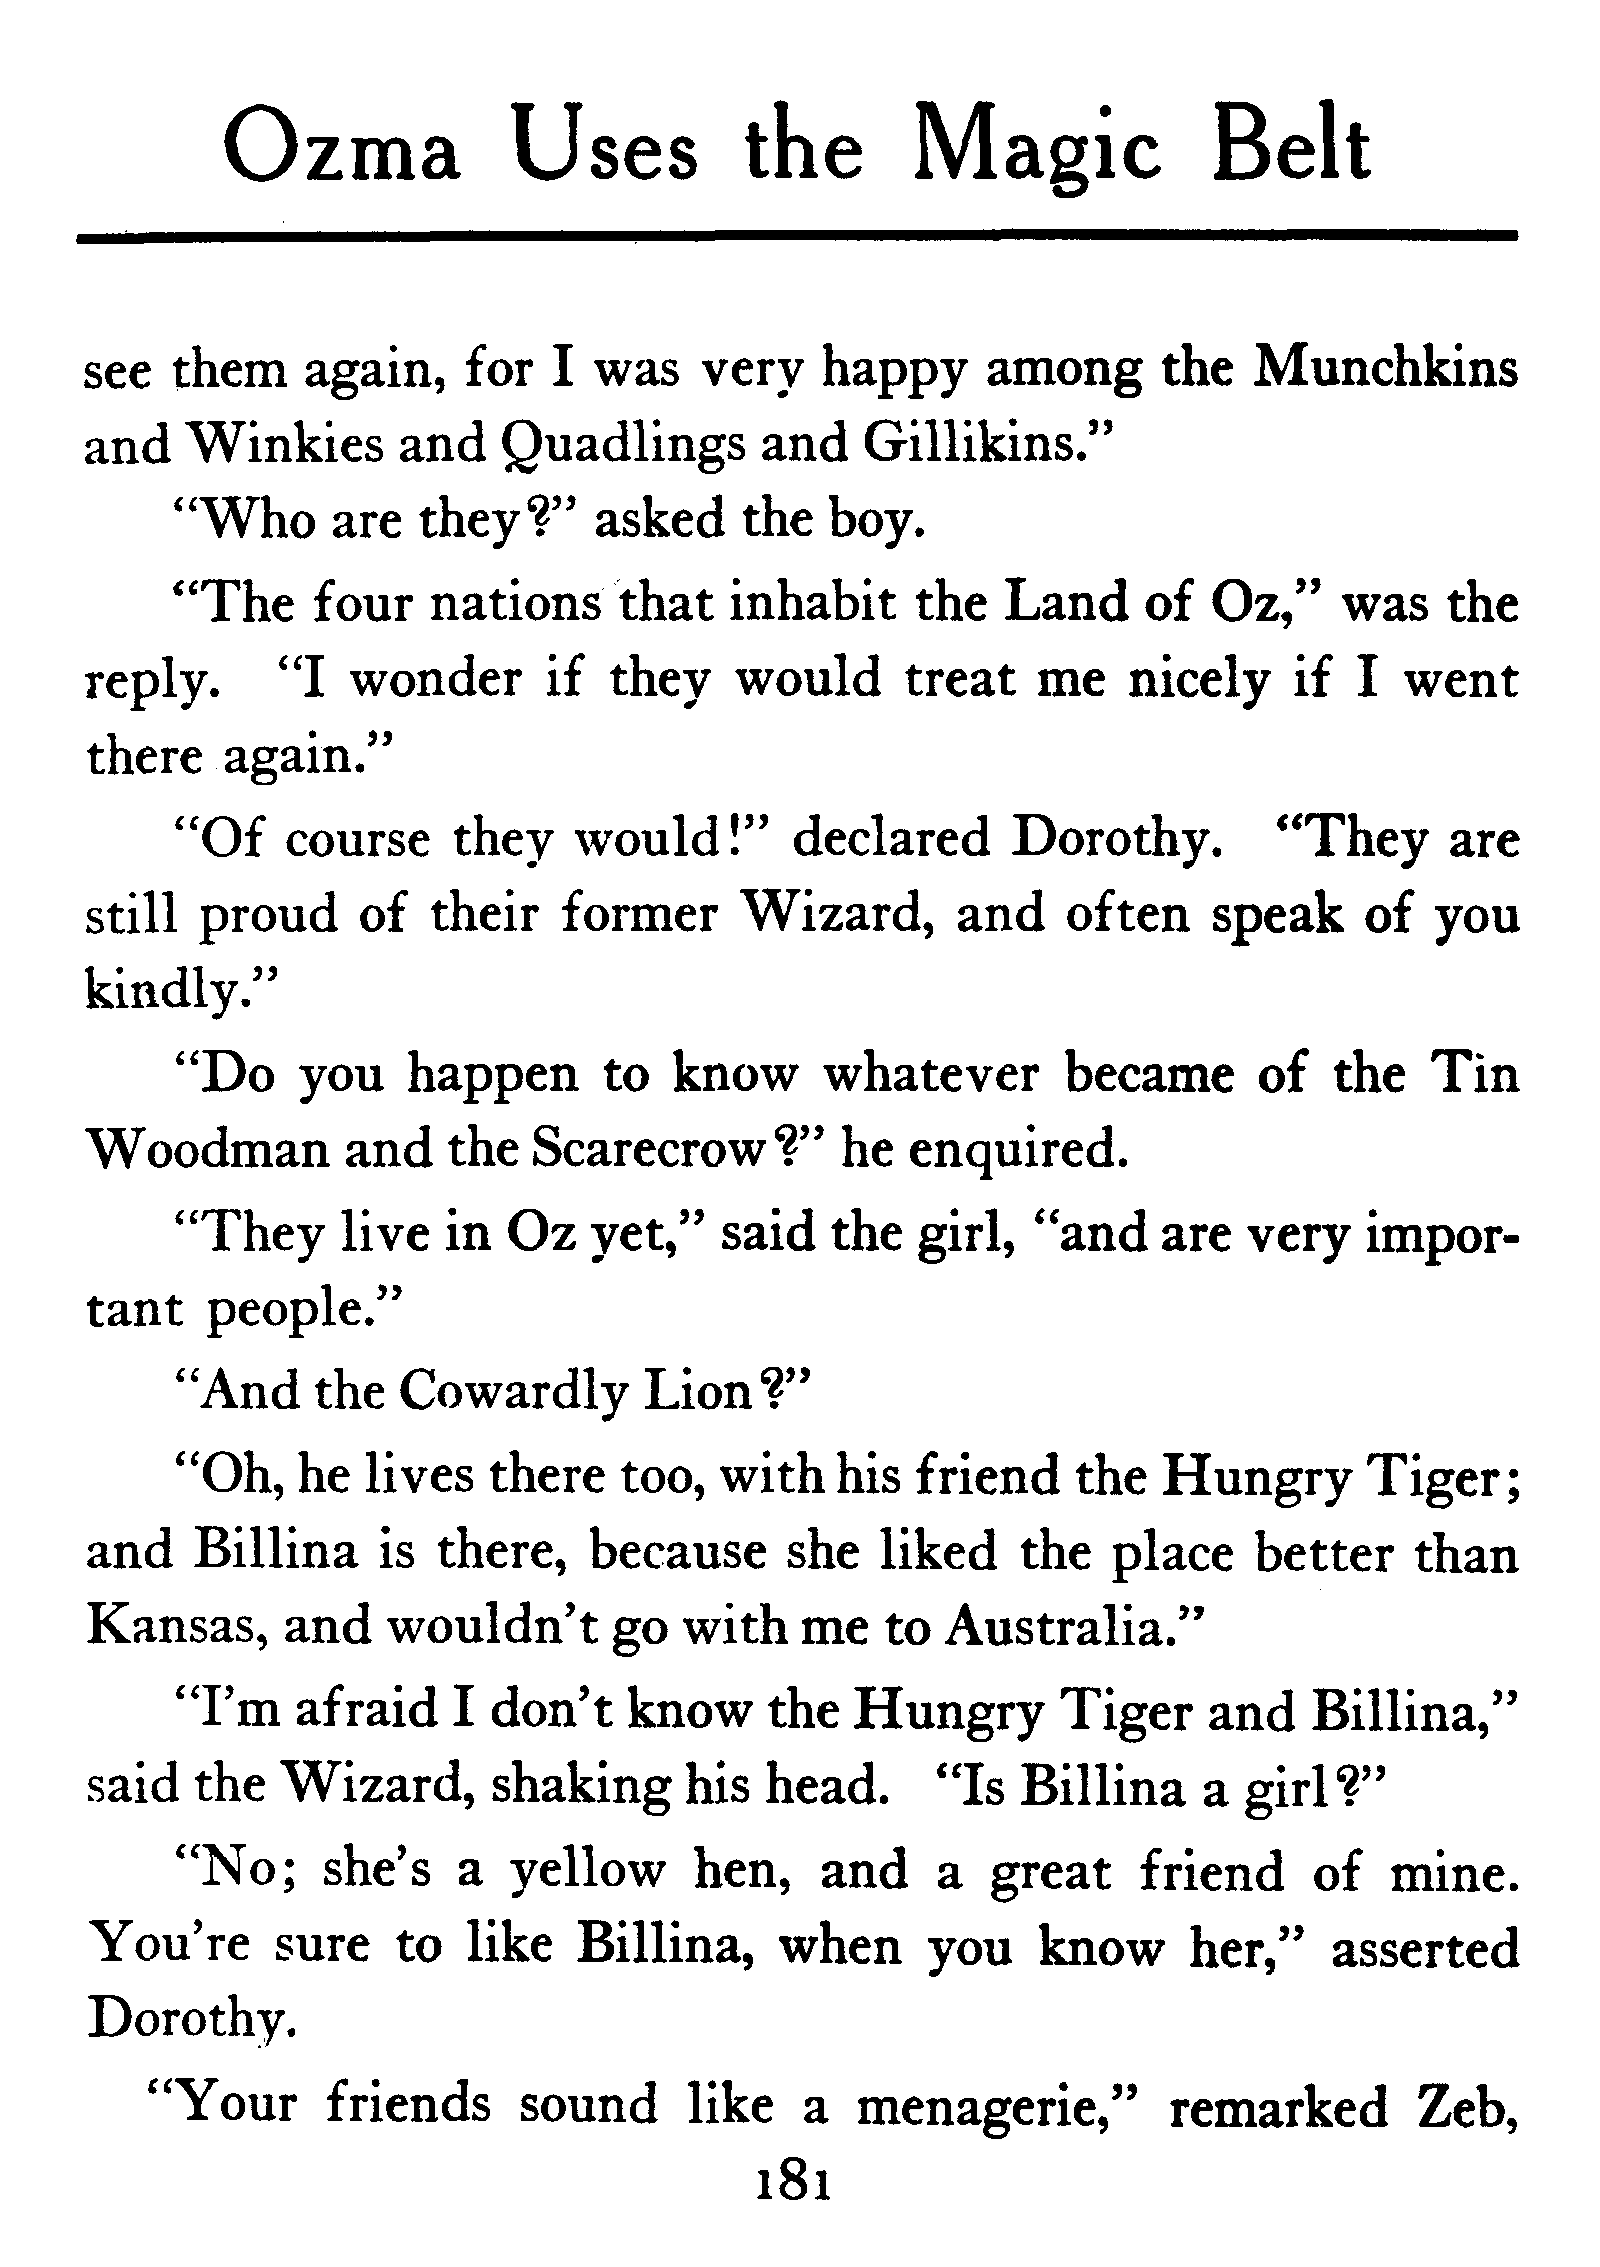 Ozma Uses the Magic Belt
see them again, for I was very happy among the Munchkins
and Winkies and Quadlings and Gillikins.”
“Who are they?” asked the boy.
“The four nations that inhabit the Land of Oz,” was the
reply. “I wonder if they would treat me nicely if I went
there again.”
“Of course they would!” declared Dorothy. “They are
still proud of their former Wizard, and often speak of you
kindly.”
“Do you happen to know whatever became of the Tin
Woodman and the Scarecrow?” he enquired.
“They live in Oz yet,” said the girl, “and are very impor-
tant people.”
“And the Cowardly Lion?”
“Oh, he lives there too, with his friend the Hungry Tiger;
and Billina is there, because she liked the place better than
Kansas, and wouldn’t go with me to Australia.”
“I’m afraid I don’t know the Hungry Tiger and Billina,”
said the Wizard, shaking his head. “Is Billina a girl?”
“No; she’s a yellow hen, and a great friend of mine.
You’re sure to like Billina, when you know her,” asserted
Dorothy.
“Your friends sound like a menagerie,” remarked Zeb,
181